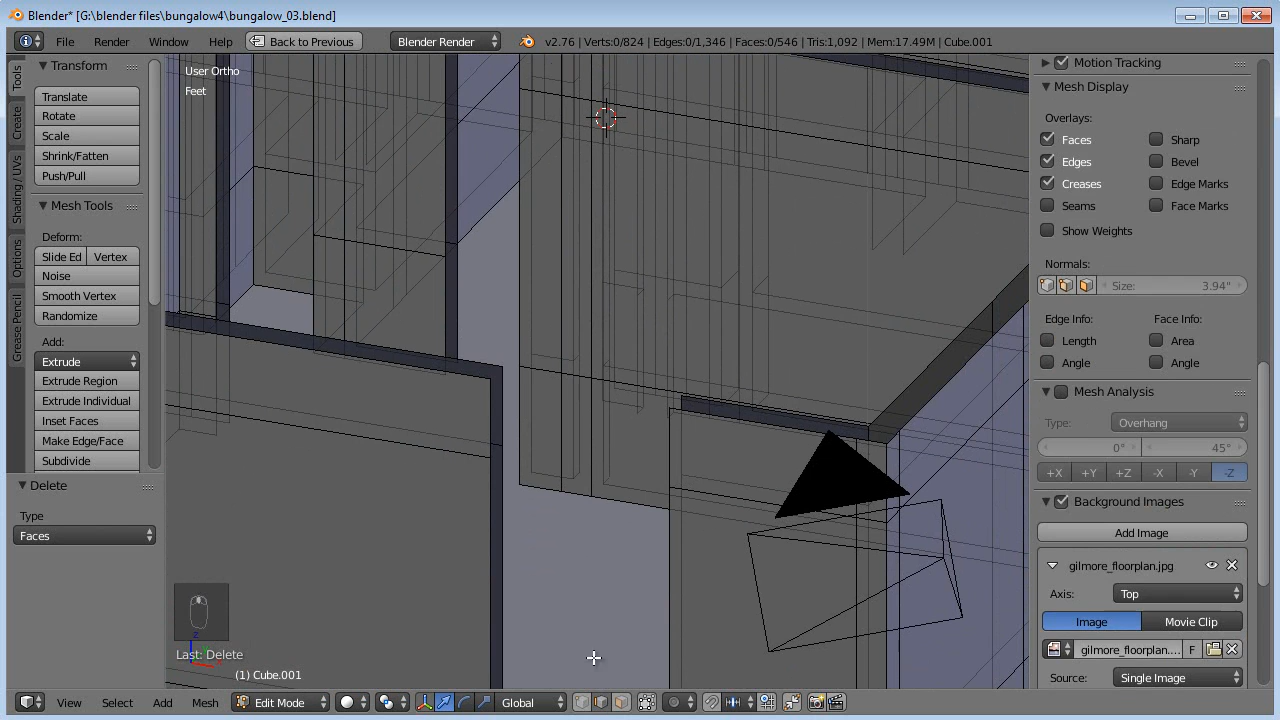 Blender* [G:\blender files\bungalow4\bungalow_03.blend]
File Render Window Help Back to Previous Blender Render v2.76 | Verts:0/824 | Edges:0/1,346 | Faces:0/546 | Tris:1,092 | Mem:17.49M | Cube.001
Tools
Create
Shading / UVs
Options
Grease Pencil
Transform
Translate
Rotate
Scale
Shrink/Fatten
Push/Pull
Mesh Tools
Deform:
Slide Ed Vertex
Noise
Smooth Vertex
Randomize
Add:
Extrude
Extrude Region
Extrude Individual
Inset Faces
Make Edge/Face
Subdivide
Delete
Type
Faces
User Ortho
Feet
z
Last: Delete
(1) Cube.001
Motion Tracking
Mesh Display
Overlays:
Faces Sharp
Edges Bevel
Creases Edge Marks
Seams Face Marks
Show Weights
Normals:
Size: 3.94"
Edge Info: Face Info:
Length Area
Angle Angle
Mesh Analysis
Type: Overhang
0° 45°
+X +Y +Z -X -Y -Z
Background Images
Add Image
gilmore_floorplan.jpg
Axis: Top
Image Movie Clip
gilmore_floorplan.... F
Source: Single Image
View Select Add Mesh Edit Mode Global